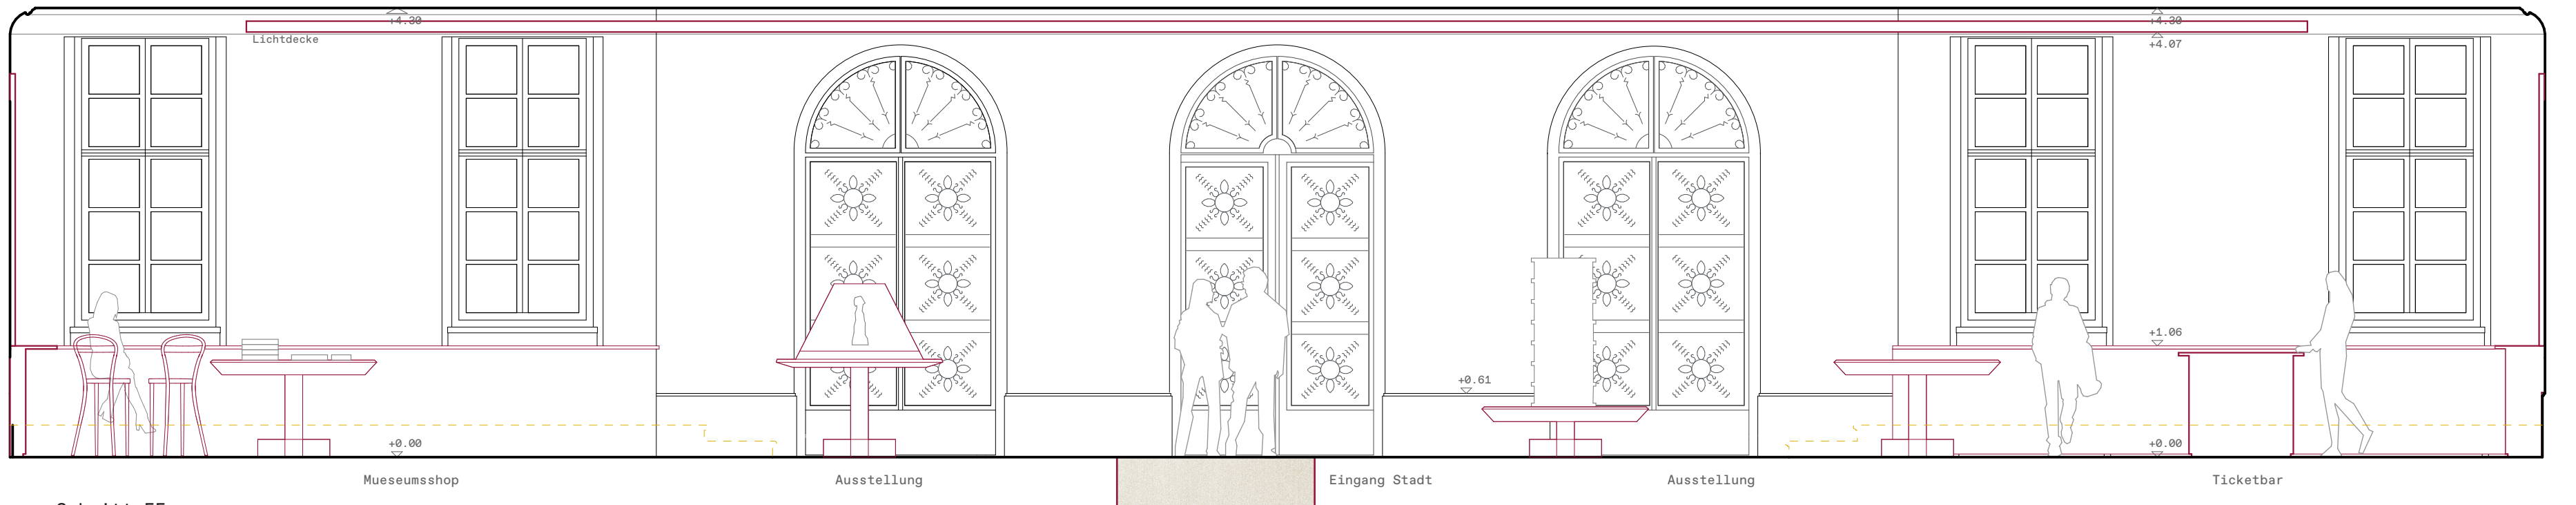 +4.30
+4.30
Lichtdecke
+4.07
+1.06
+0.61
+0.00
+0.00
Mueseumsshop
Ausstellung
Eingang Stadt
Ausstellung
Ticketbar